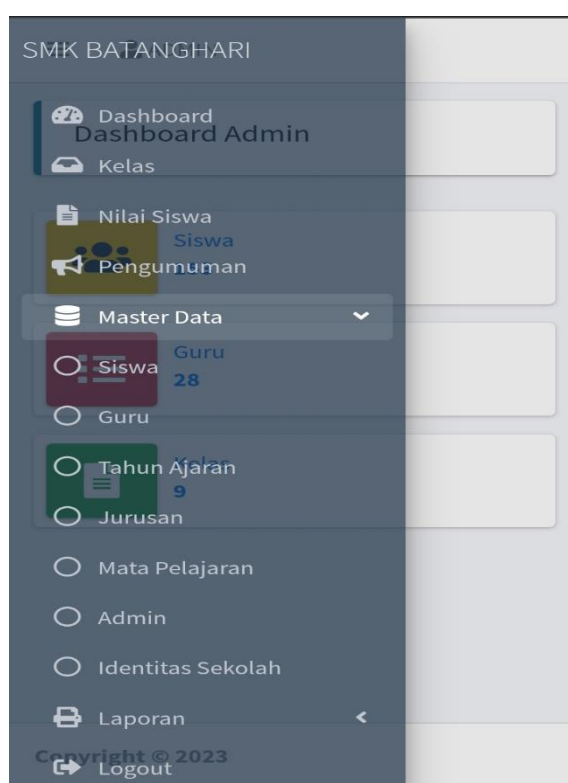 SMK BATANGHARI
Dashboard
Dashboard Admin
Kelas
Nilai Siswa
Siswa
Pengumuman
Master Data
Guru
Siswa
28
Guru
Kelas
Tahun Ajaran
9
Jurusan
Mata Pelajaran
Admin
Identitas Sekolah
Laporan
Copyright © 2023
Logout